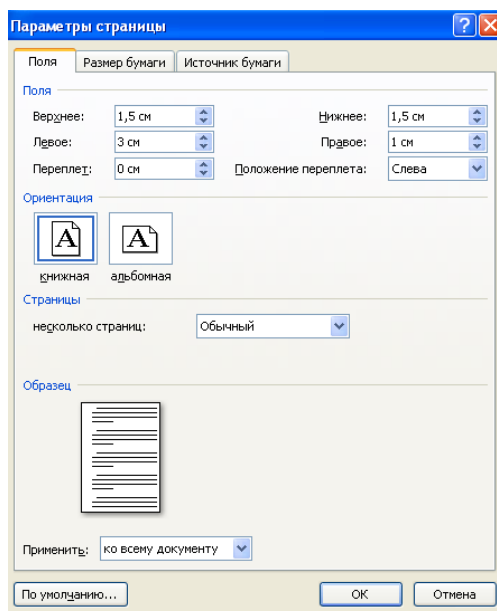 Параметры страницы
Поля Размер бумаги Источник бумаги
Поля
Верхнее: 1,5 см Нижнее: 1,5 см
Левое: 3 см Правое: 1 см
Переплет: 0 см Положение переплета: Слева
Ориентация
A A
книжная альбомная
Страницы
несколько страниц: Обычный
Образец
Применить: ко всему документу
По умолчанию... ОК Отмена